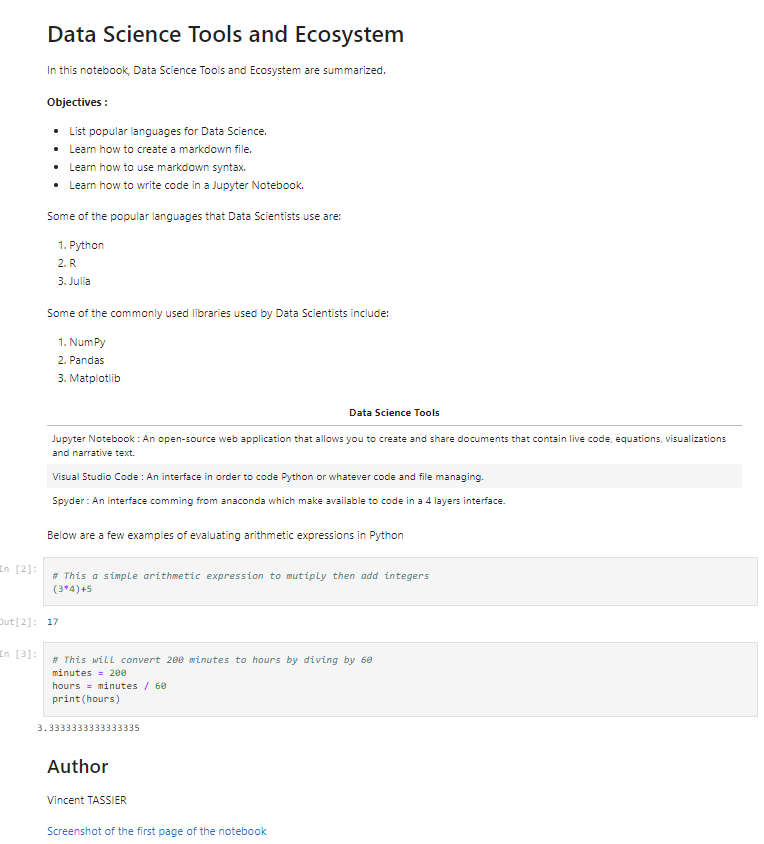 Data Science Tools and Ecosystem
In this notebook, Data Science Tools and Ecosystem are summarized.
Objectives :
• List popular languages for Data Science.
• Learn how to create a markdown file.
• Learn how to use markdown syntax.
• Learn how to write code in a Jupyter Notebook.
Some of the popular languages that Data Scientists use are:
1. Python
2. R
3. Julia
Some of the commonly used libraries used by Data Scientists include:
1. NumPy
2. Pandas
3. Matplotlib
Data Science Tools
Jupyter Notebook : An open-source web application that allows you to create and share documents that contain live code, equations, visualizations
and narrative text.
Visual Studio Code : An interface in order to code Python or whatever code and file managing.
Spyder : An interface comming from anaconda which make available to code in a 4 layers interface.
Below are a few examples of evaluating arithmetic expressions in Python
In [2]:
# This a simple arithmetic expression to mutiply then add integers
(3*4)+5
Out[2]: 17
In [3]:
# This will convert 200 minutes to hours by diving by 60
minutes = 200
hours = minutes / 60
print(hours)
3.3333333333333335
Author
Vincent TASSIER
Screenshot of the first page of the notebook